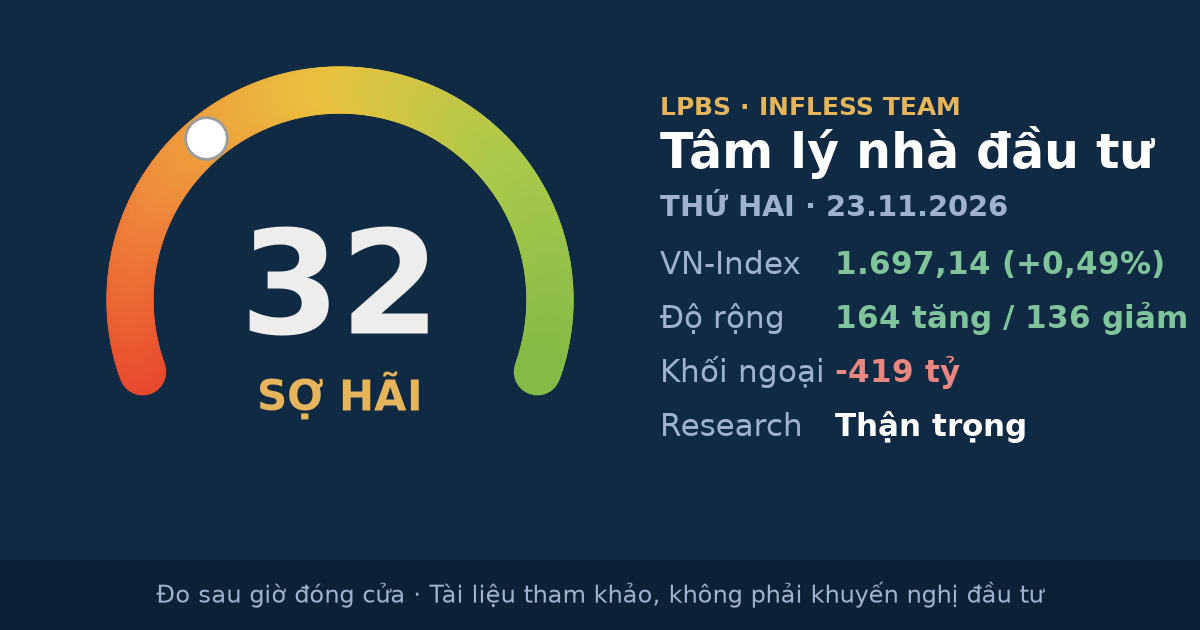 32
SỢ HÃI
LPBS · INFLESS TEAM
Tâm lý nhà đầu tư
THỨ HAI · 23.11.2026
VN-Index 1.697,14 (+0,49%)
Độ rộng 164 tăng / 136 giảm
Khối ngoại -419 tỷ
Research Thận trọng
Đo sau giờ đóng cửa · Tài liệu tham khảo, không phải khuyến nghị đầu tư